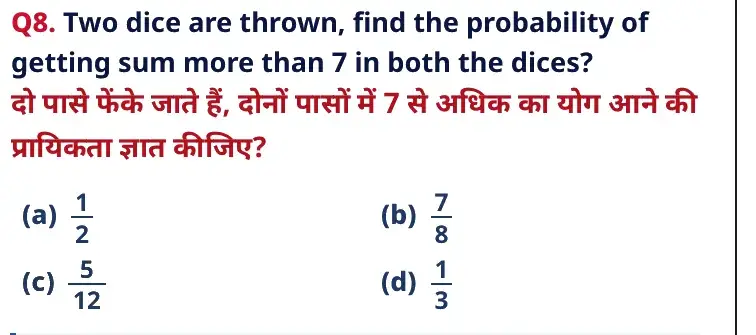 Q8. Two dice are thrown, find the probability of
getting sum more than 7 in both the dices?
दो पासे फेंके जाते हैं, दोनों पासों में 7 से अधिक का योग आने की
प्रायिकता ज्ञात कीजिए?
(a) 1/2 (b) 7/8
(c) 5/12 (d) 1/3